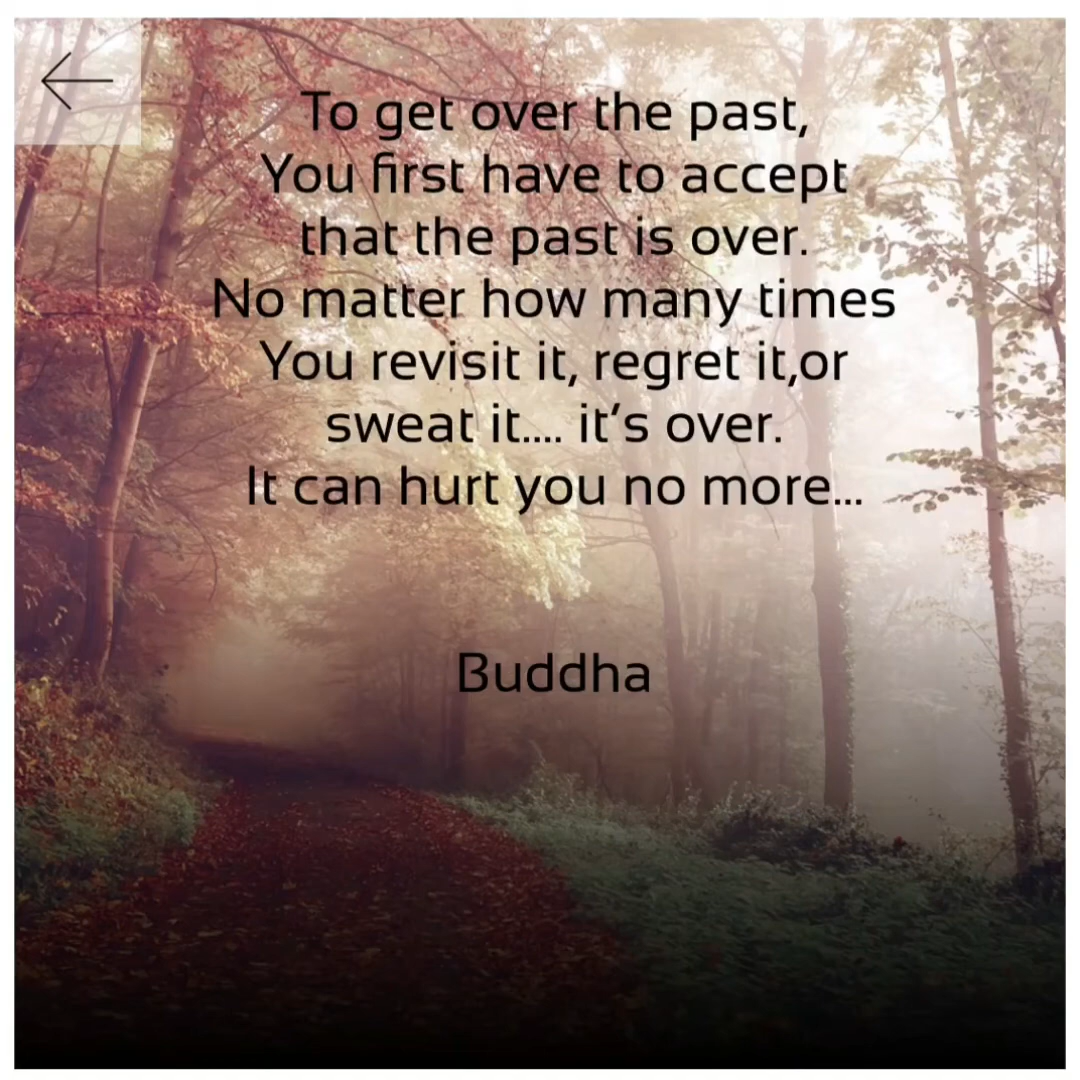 To get over the past,
You first have to accept
that the past is over.
No matter how many times
You revisit it, regret it,or
sweat it.... it’s over.
It can hurt you no more...
Buddha